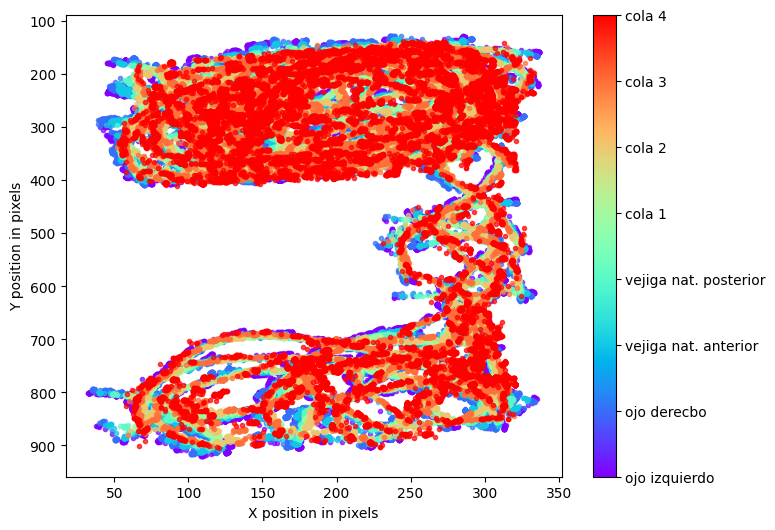 100
200
300
400
500
600
700
800
900
Y position in pixels
50
100
150
200
250
300
350
X position in pixels
cola 4
cola 3
cola 2
cola 1
vejiga nat. posterior
vejiga nat. anterior
ojo derecbo
ojo izquierdo